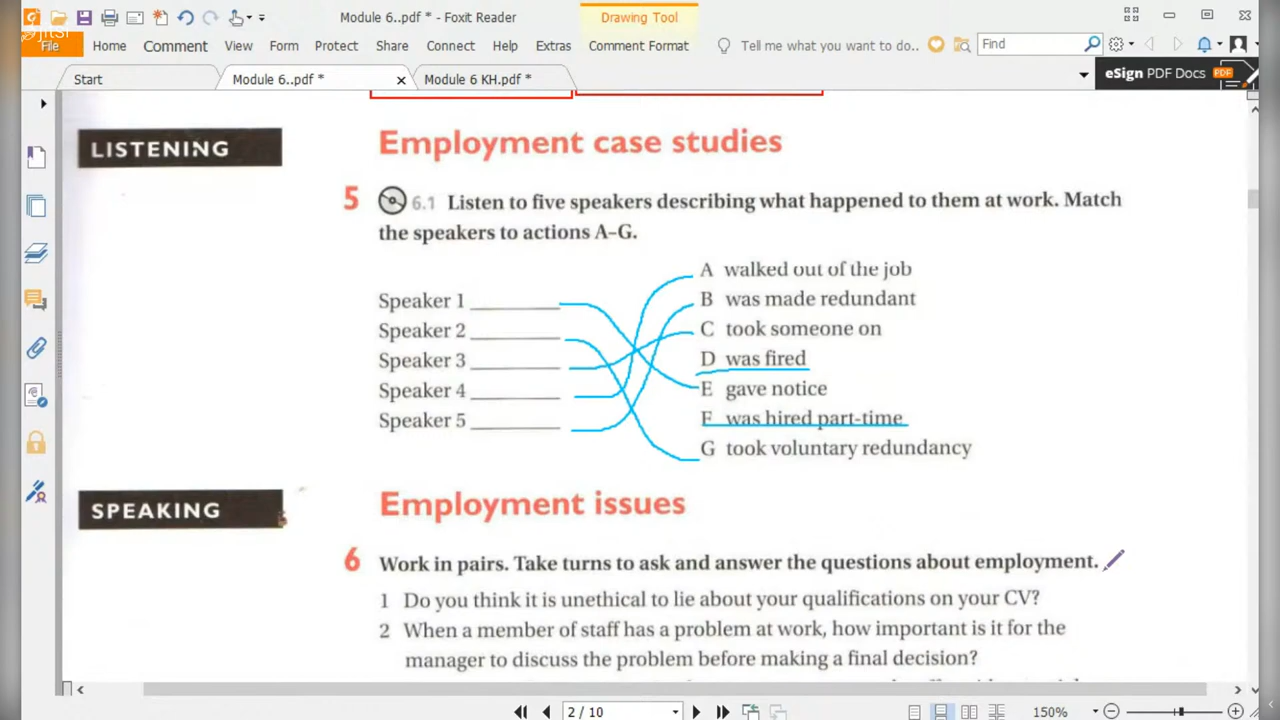 Module 6..pdf * - Foxit Reader
Drawing Tool
Jitsi
File Home Comment View Form Protect Share Connect Help Extras Comment Format Tell me what you want to do.. Find
Start Module 6..pdf * Module 6 KH.pdf * eSign PDF Docs PDF
LISTENING
Employment case studies
5 6.1 Listen to five speakers describing what happened to them at work. Match
the speakers to actions A–G.
A walked out of the job
Speaker 1 ________ B was made redundant
Speaker 2 ________ C took someone on
Speaker 3 ________ D was fired
Speaker 4 ________ E gave notice
Speaker 5 ________ F was hired part-time
G took voluntary redundancy
SPEAKING
Employment issues
6 Work in pairs. Take turns to ask and answer the questions about employment.
1 Do you think it is unethical to lie about your qualifications on your CV?
2 When a member of staff has a problem at work, how important is it for the
manager to discuss the problem before making a final decision?
2 / 10 150%